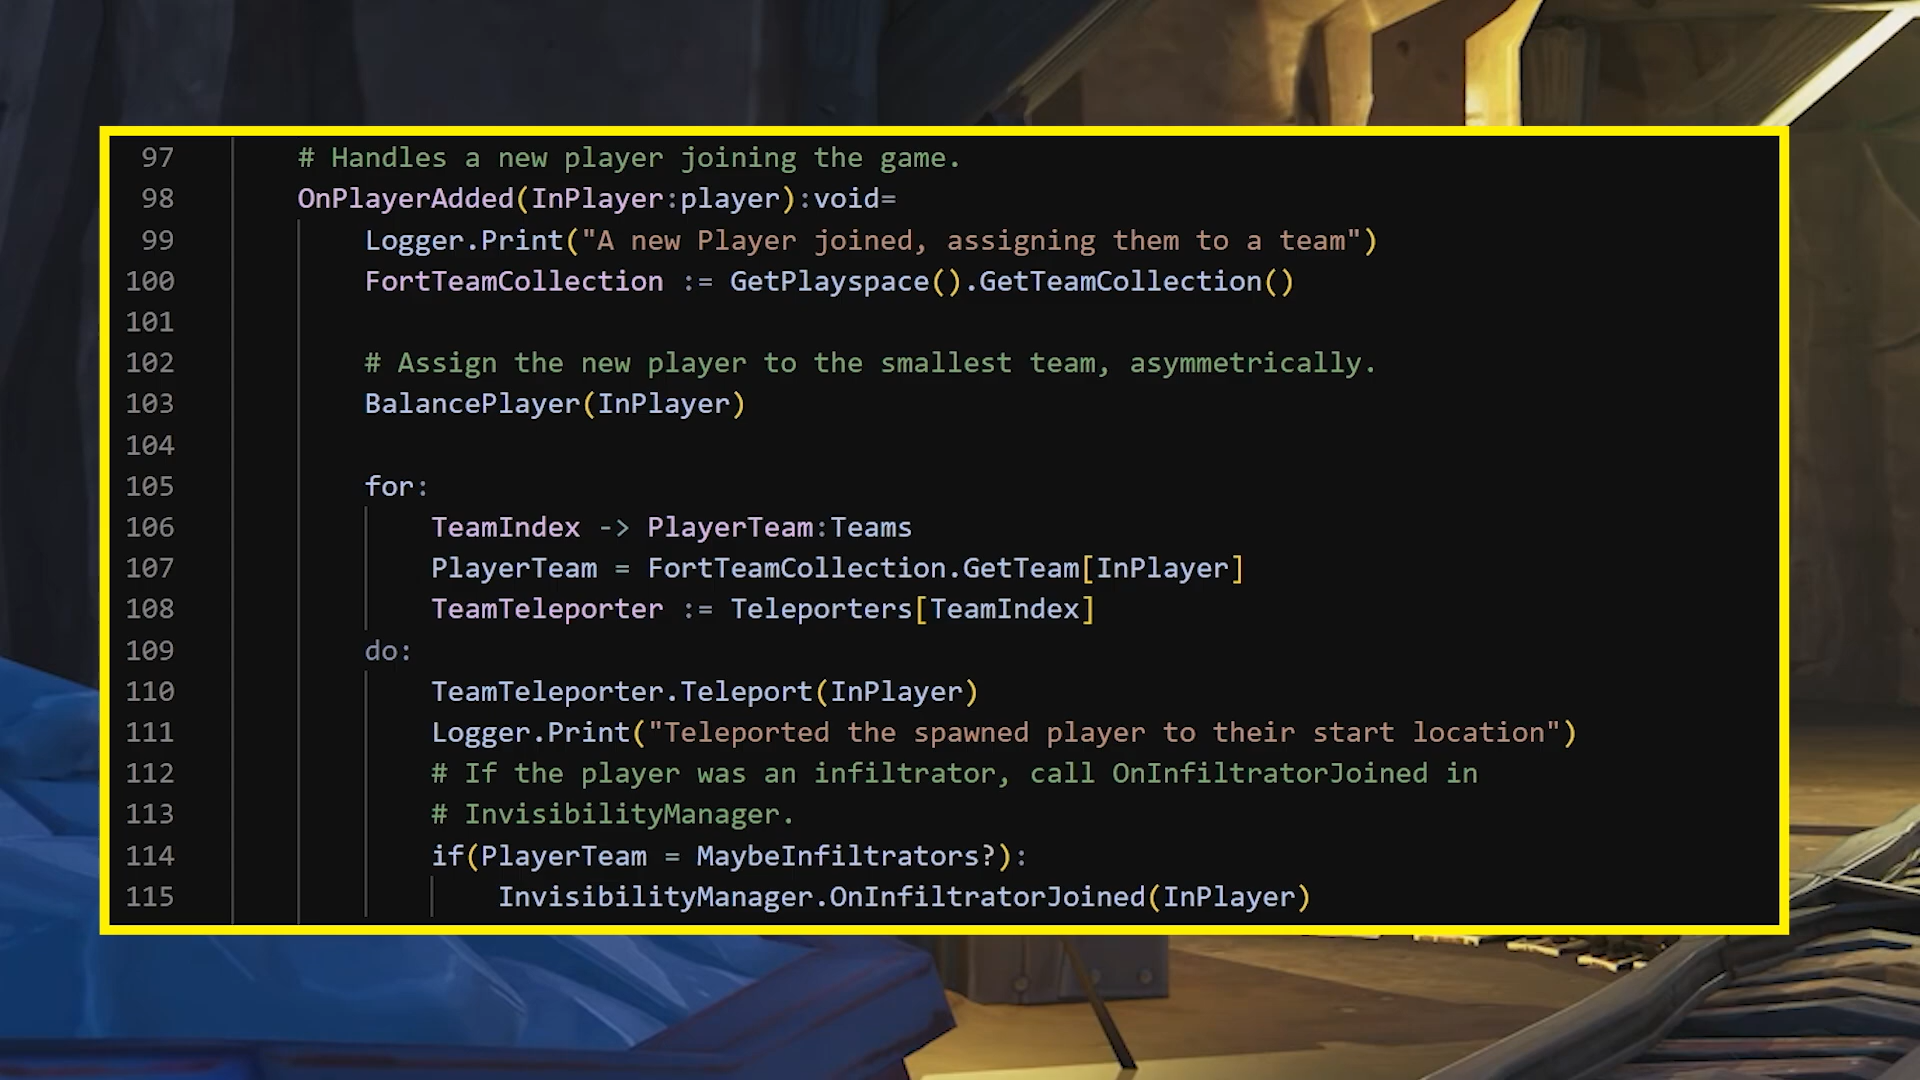 97 # Handles a new player joining the game.
98 OnPlayerAdded(InPlayer:player):void=
99 Logger.Print("A new Player joined, assigning them to a team")
100 FortTeamCollection := GetPlayspace().GetTeamCollection()
101
102 # Assign the new player to the smallest team, asymmetrically.
103 BalancePlayer(InPlayer)
104
105 for:
106 TeamIndex -> PlayerTeam:Teams
107 PlayerTeam = FortTeamCollection.GetTeam[InPlayer]
108 TeamTeleporter := Teleporters[TeamIndex]
109 do:
110 TeamTeleporter.Teleport(InPlayer)
111 Logger.Print("Teleported the spawned player to their start location")
112 # If the player was an infiltrator, call OnInfiltratorJoined in
113 # InvisibilityManager.
114 if(PlayerTeam = MaybeInfiltrators?):
115 InvisibilityManager.OnInfiltratorJoined(InPlayer)